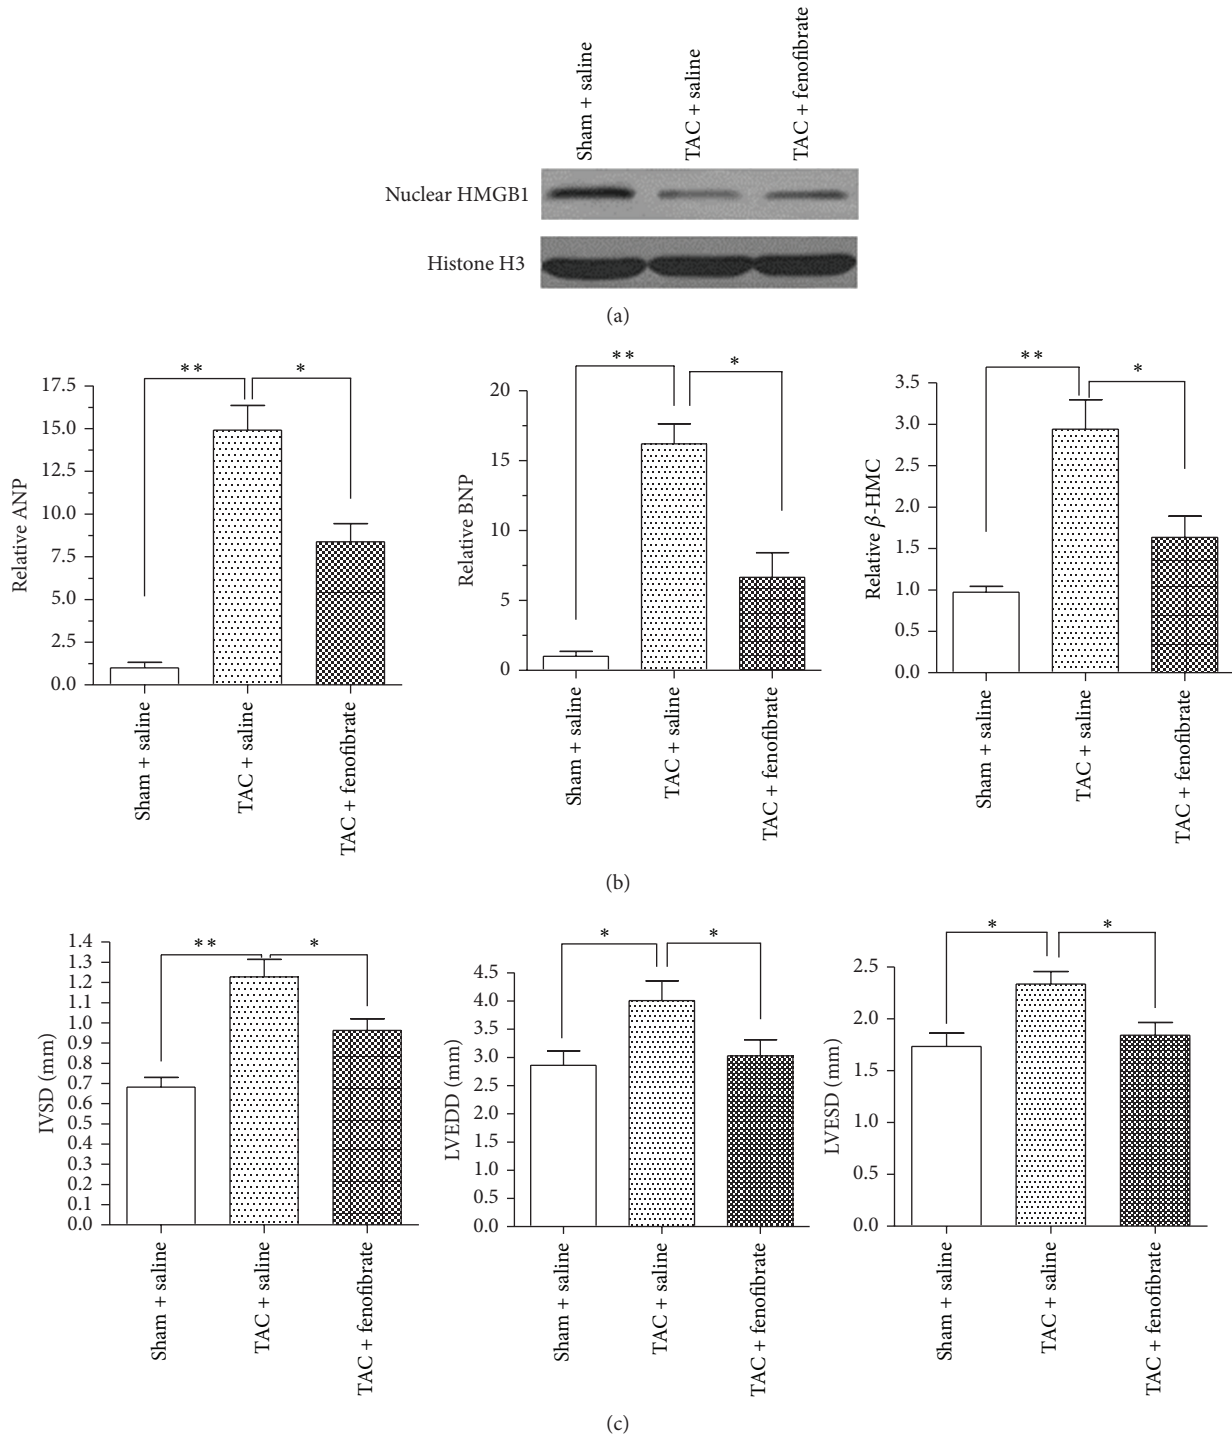 Sham + saline
TAC + saline
TAC + fenofibrate
Nuclear HMGB1
Histone H3
(a)
Relative ANP
17.5
15.0
12.5
10.0
7.5
5.0
2.5
0.0
**
*
Sham + saline
TAC + saline
TAC + fenofibrate
Relative BNP
20
15
10
5
0
**
*
Sham + saline
TAC + saline
TAC + fenofibrate
Relative β-HMC
3.5
3.0
2.5
2.0
1.5
1.0
0.5
0.0
**
*
Sham + saline
TAC + saline
TAC + fenofibrate
(b)
IVSD (mm)
1.4
1.3
1.2
1.1
1.0
0.9
0.8
0.7
0.6
0.5
0.4
0.3
0.2
0.1
0.0
**
*
Sham + saline
TAC + saline
TAC + fenofibrate
LVEDD (mm)
4.5
4.0
3.5
3.0
2.5
2.0
1.5
1.0
0.5
0.0
*
*
Sham + saline
TAC + saline
TAC + fenofibrate
LVESD (mm)
2.5
2.0
1.5
1.0
0.5
0.0
*
*
Sham + saline
TAC + saline
TAC + fenofibrate
(c)